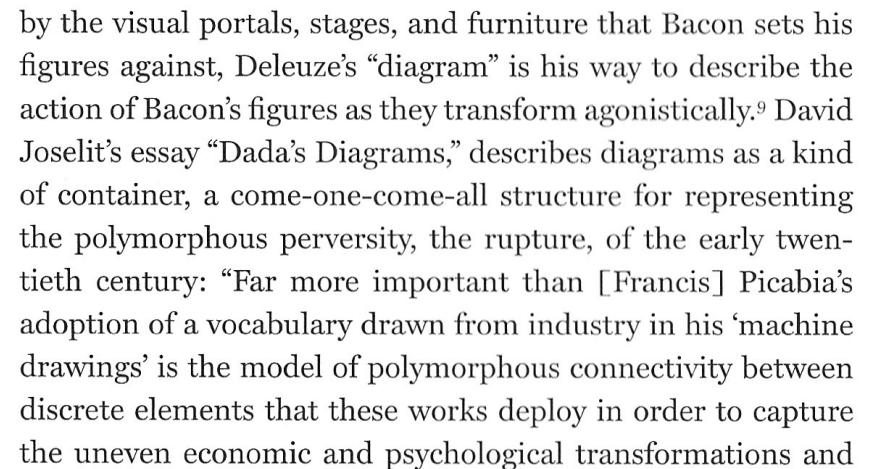 by the visual portals, stages, and furniture that Bacon sets his
figures against, Deleuze’s “diagram” is his way to describe the
action of Bacon’s figures as they transform agonistically.⁹ David
Joselit’s essay “Dada’s Diagrams,” describes diagrams as a kind
of container, a come-one-come-all structure for representing
the polymorphous perversity, the rupture, of the early twen-
tieth century: “Far more important than [Francis] Picabia’s
adoption of a vocabulary drawn from industry in his ‘machine
drawings’ is the model of polymorphous connectivity between
discrete elements that these works deploy in order to capture
the uneven economic and psychological transformations and